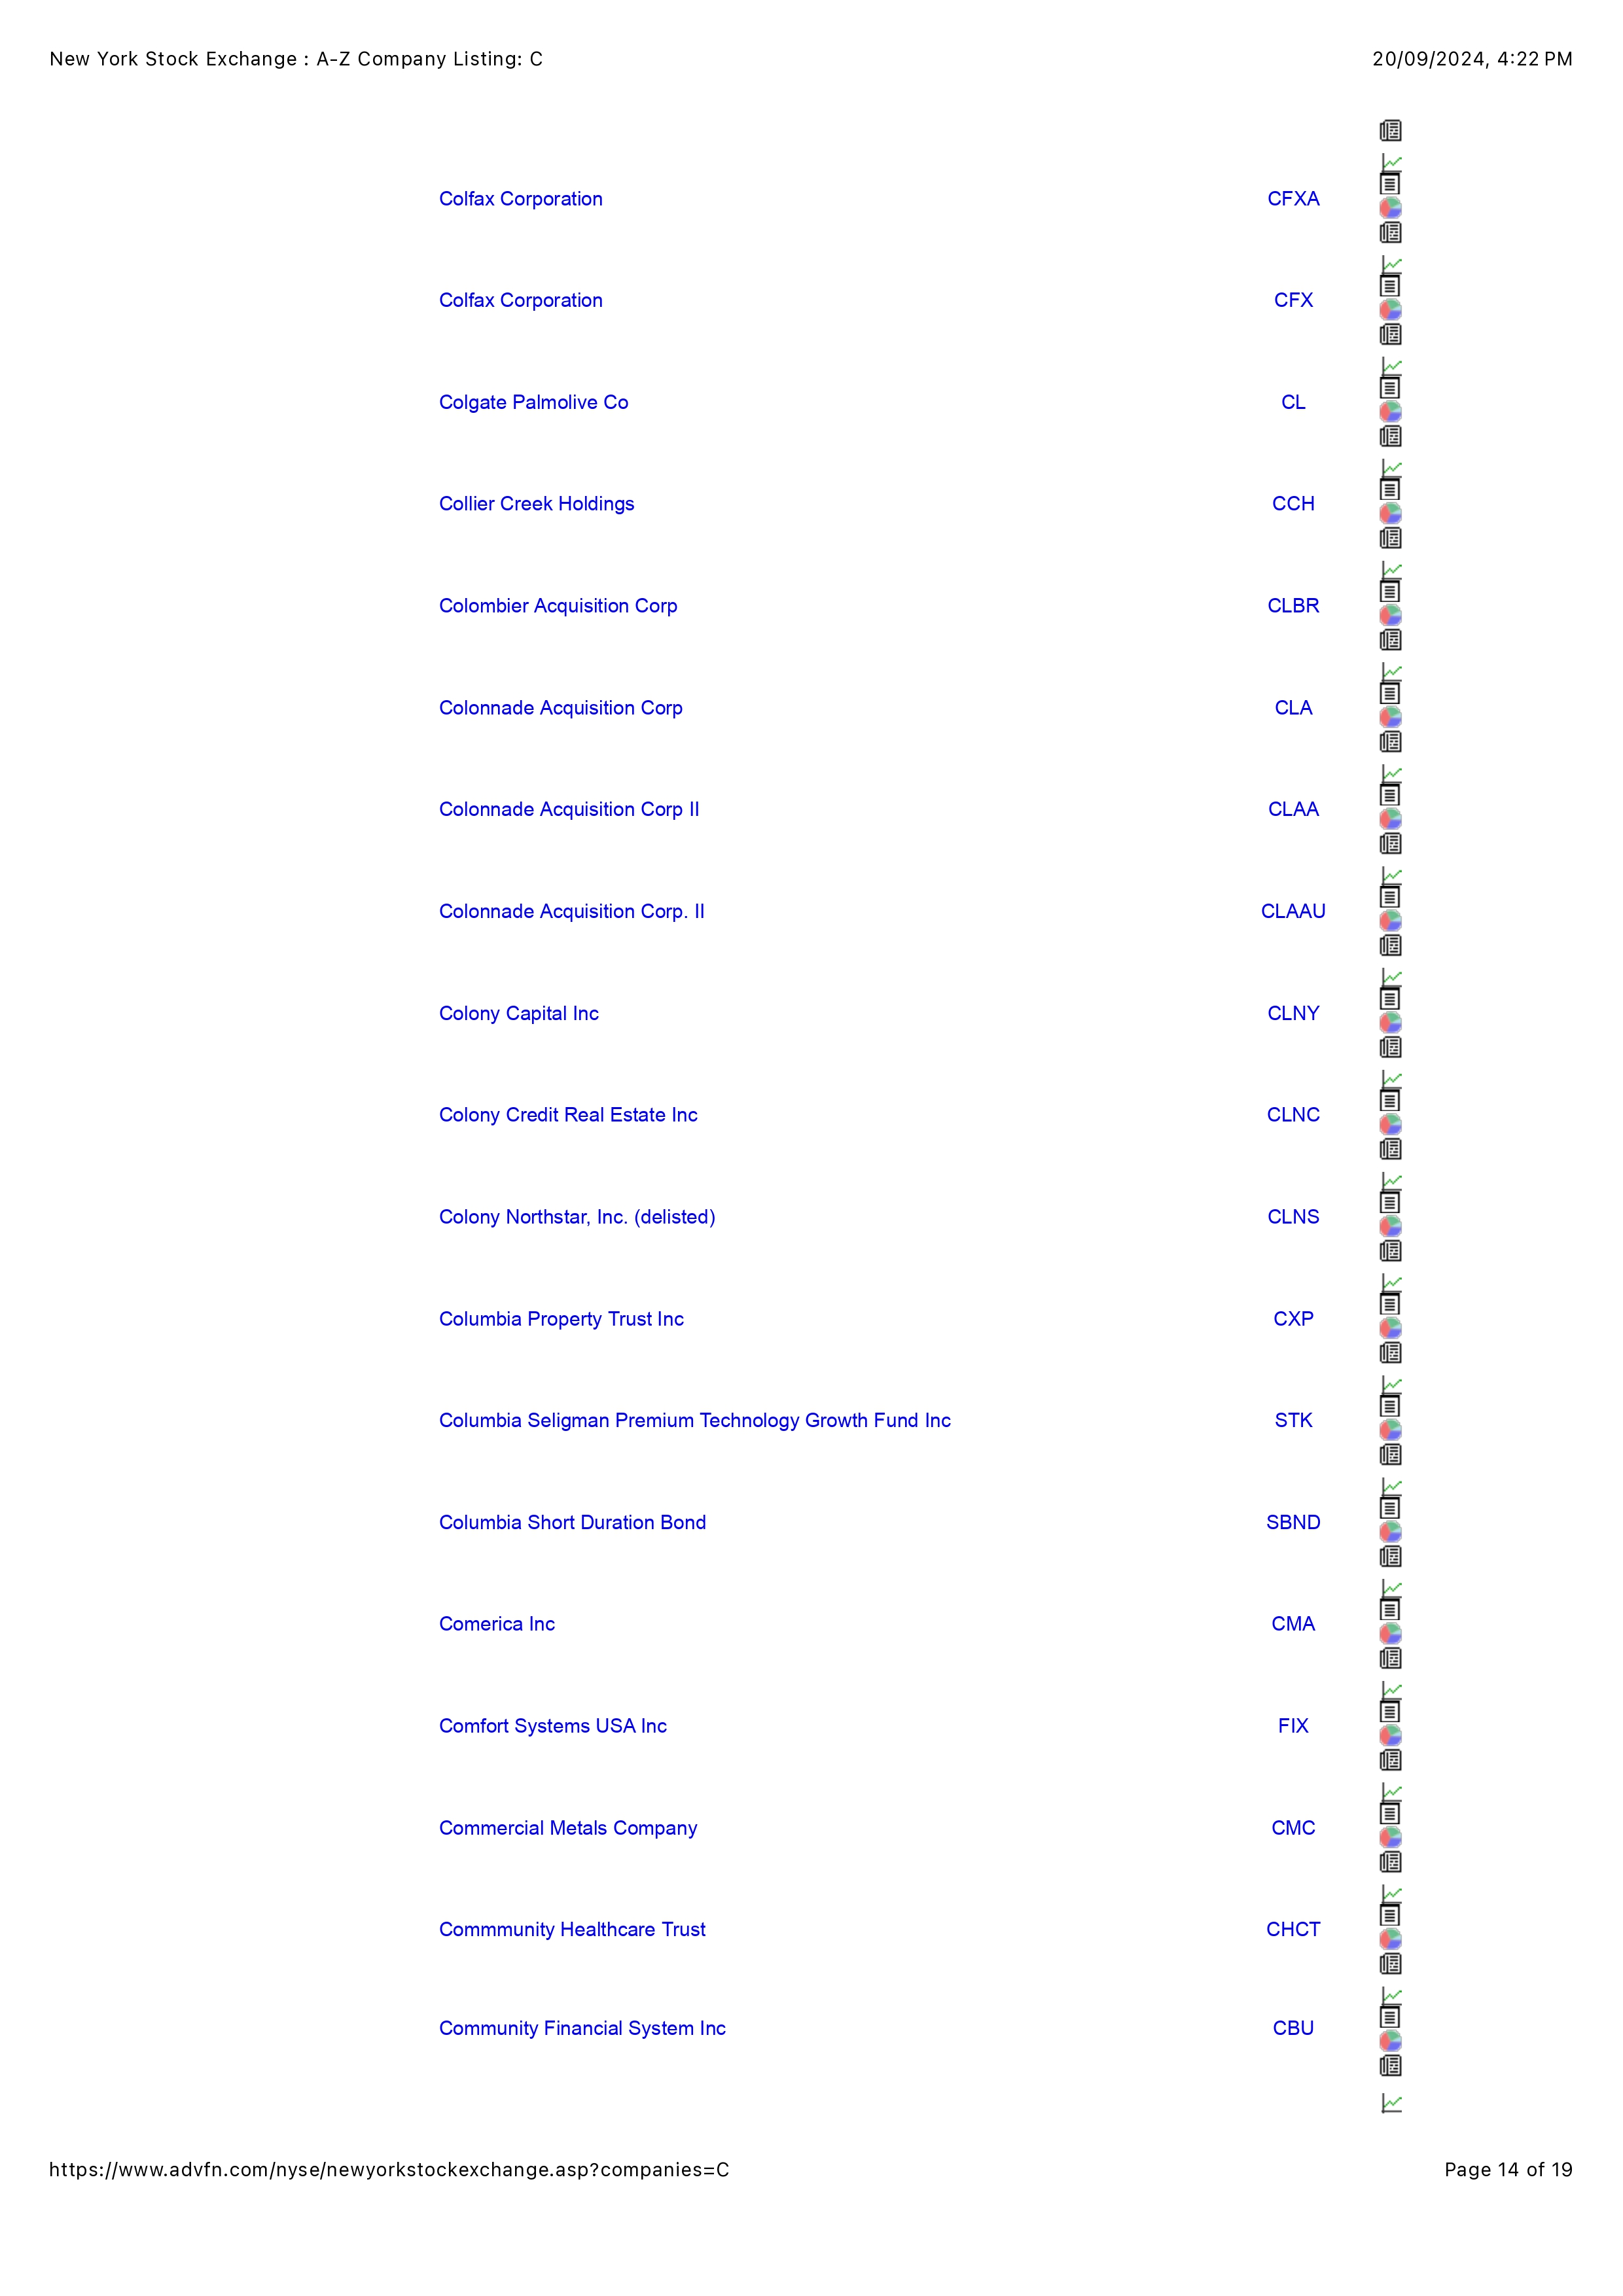 New York Stock Exchange : A-Z Company Listing: C 20/09/2024, 4:22 PM
Colfax Corporation CFXA
Colfax Corporation CFX
Colgate Palmolive Co CL
Collier Creek Holdings CCH
Colombier Acquisition Corp CLBR
Colonnade Acquisition Corp CLA
Colonnade Acquisition Corp II CLAA
Colonnade Acquisition Corp. II CLAAU
Colony Capital Inc CLNY
Colony Credit Real Estate Inc CLNC
Colony Northstar, Inc. (delisted) CLNS
Columbia Property Trust Inc CXP
Columbia Seligman Premium Technology Growth Fund Inc STK
Columbia Short Duration Bond SBND
Comerica Inc CMA
Comfort Systems USA Inc FIX
Commercial Metals Company CMC
Commmunity Healthcare Trust CHCT
Community Financial System Inc CBU
https://www.advfn.com/nyse/newyorkstockexchange.asp?companies=C Page 14 of 19